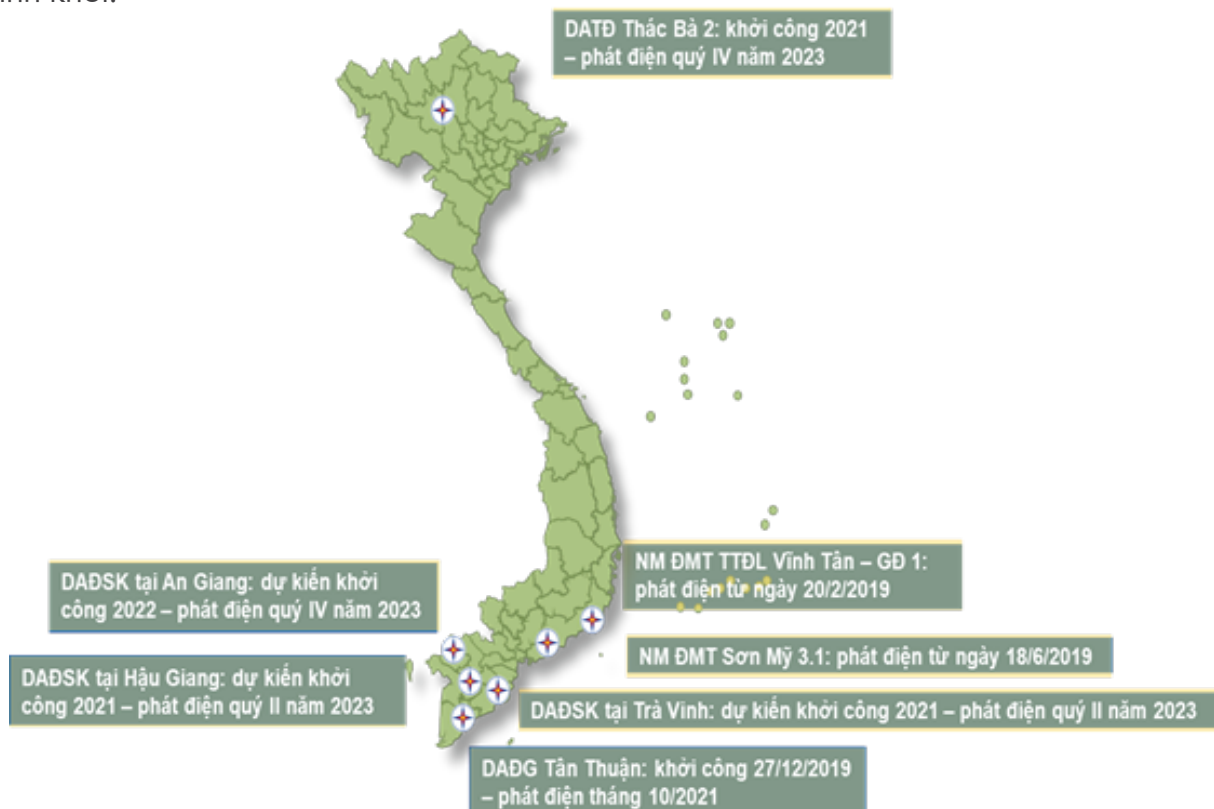 DATĐ Thác Bà 2: khởi công 2021
– phát điện quý IV năm 2023
NM ĐMT TTĐL Vĩnh Tân – GĐ 1:
phát điện từ ngày 20/2/2019
DAĐSK tại An Giang: dự kiến khởi
công 2022 – phát điện quý IV năm 2023
NM ĐMT Sơn Mỹ 3.1: phát điện từ ngày 18/6/2019
DAĐSK tại Hậu Giang: dự kiến khởi
công 2021 – phát điện quý II năm 2023
DAĐSK tại Trà Vinh: dự kiến khởi công 2021 – phát điện quý II năm 2023
DAĐG Tân Thuận: khởi công 27/12/2019
– phát điện tháng 10/2021